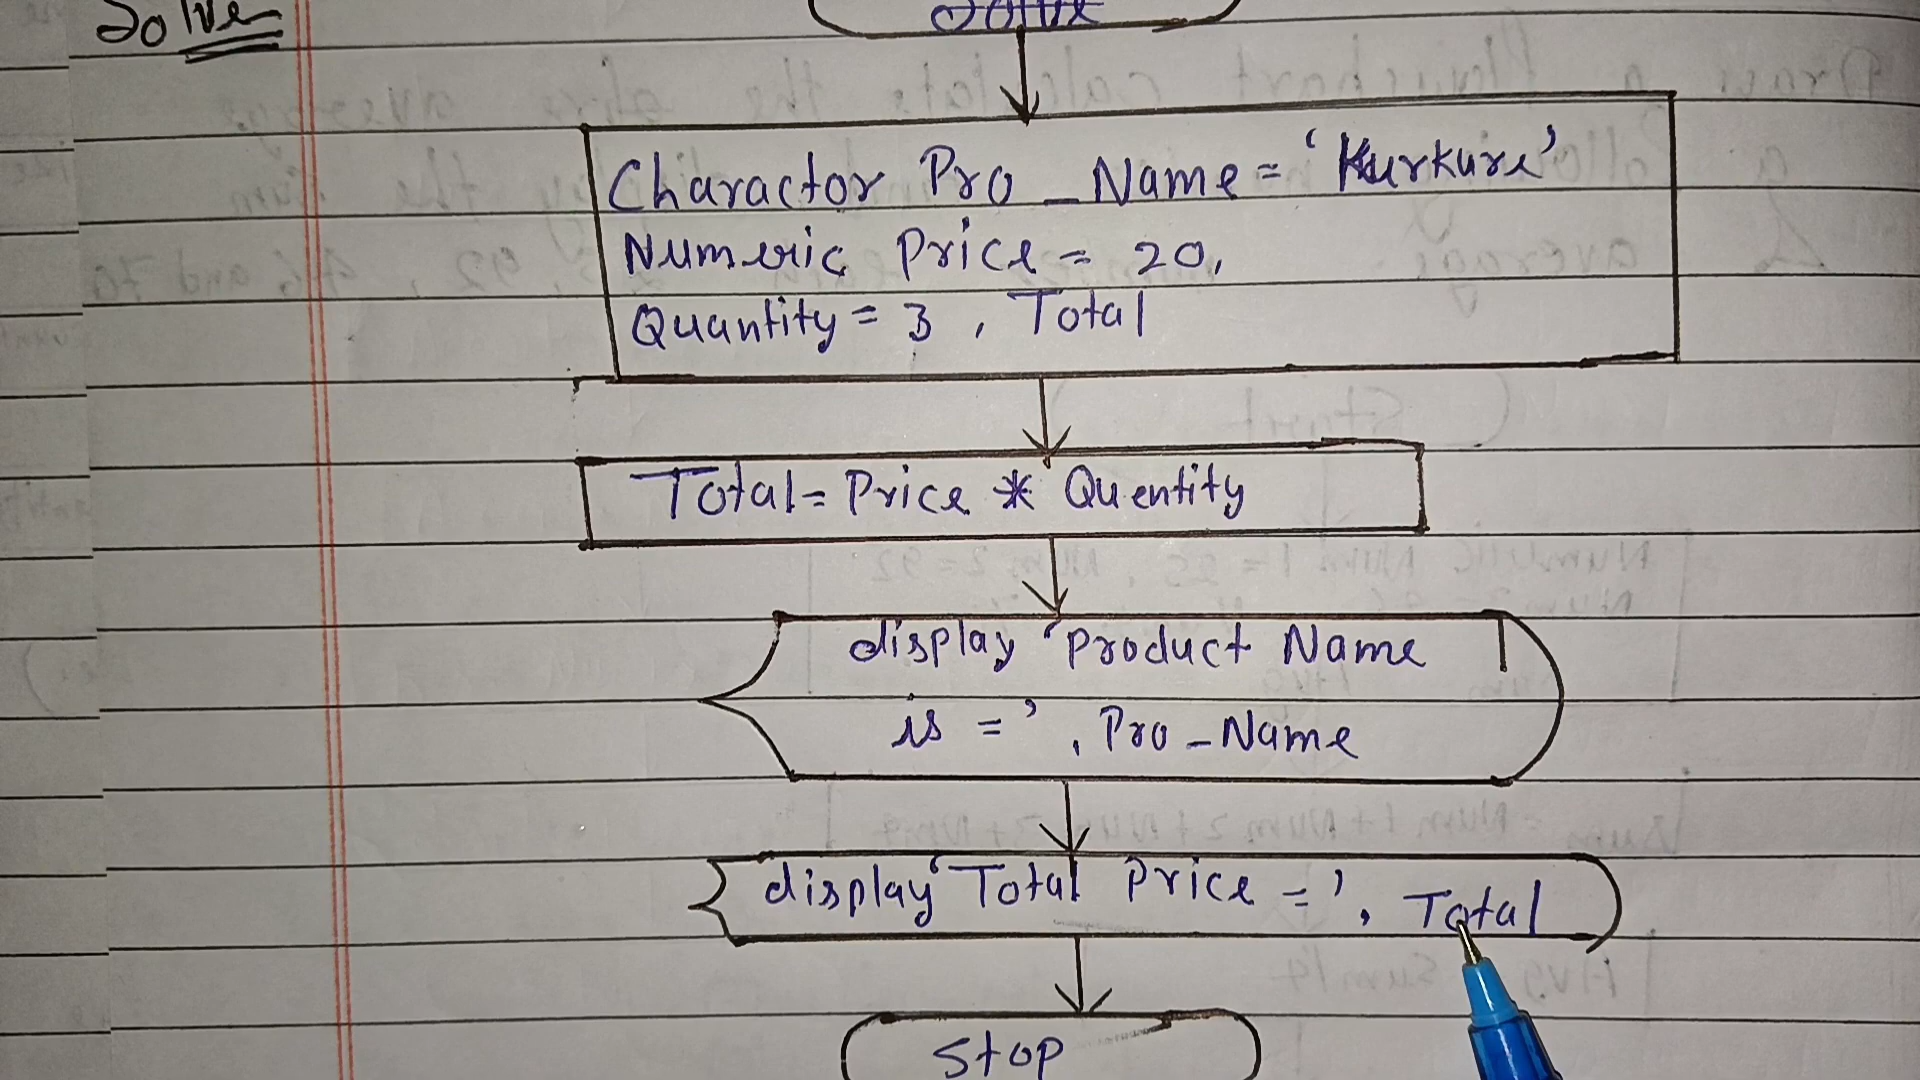 Solve
Charactor Pro_Name = 'Kurkure'
Numeric Price = 20,
Quantity = 3, Total
Total = Price * Quentity
display 'Product Name
is =', Pro_Name
display 'Total Price =', Total
Stop